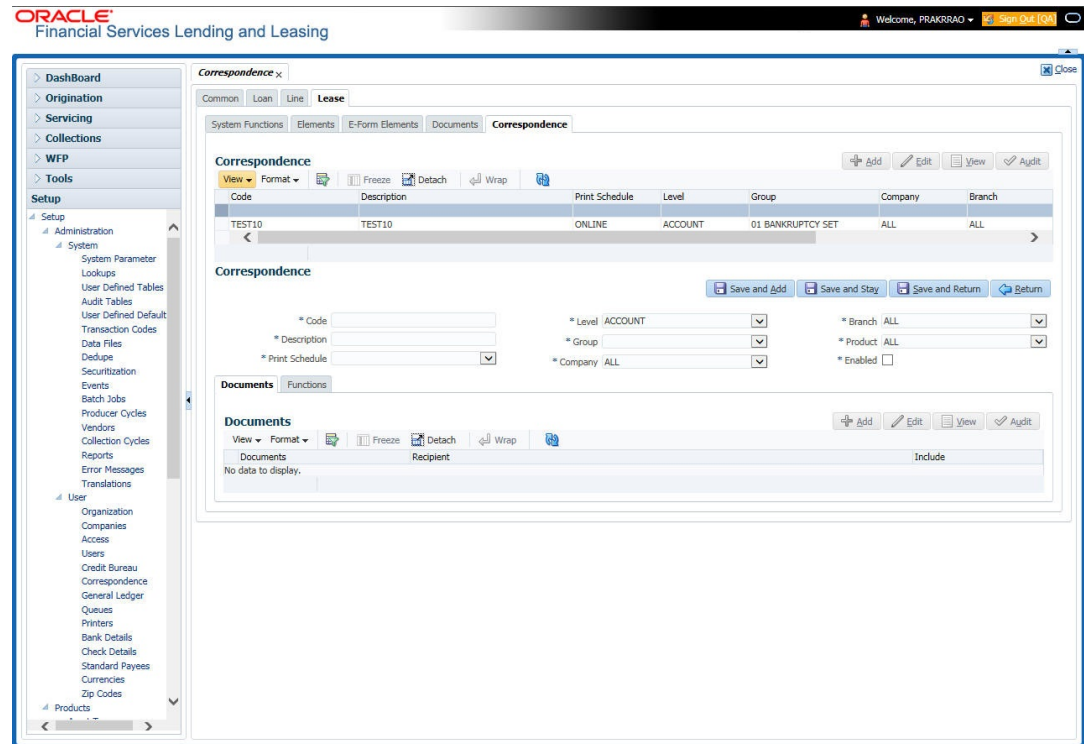 ORACLE
Financial Services Lending and Leasing
Welcome, PRAKRRAO
Sign Out [QA]
Close
DashBoard
Origination
Servicing
Collections
WFP
Tools
Setup
Setup
Administration
System
System Parameter
Lookups
User Defined Tables
Audit Tables
User Defined Default
Transaction Codes
Data Files
Dedupe
Securitization
Events
Batch Jobs
Producer Cycles
Vendors
Collection Cycles
Reports
Error Messages
Translations
User
Organization
Companies
Access
Users
Credit Bureau
Correspondence
General Ledger
Queues
Printers
Bank Details
Check Details
Standard Payees
Currencies
Zip Codes
Products
Correspondence x
Common Loan Line Lease
System Functions Elements E-Form Elements Documents Correspondence
Correspondence
Add Edit View Audit
View Format Freeze Detach Wrap
Code Description Print Schedule Level Group Company Branch
TEST10 TEST10 ONLINE ACCOUNT 01 BANKRUPTCY SET ALL ALL
Correspondence
Save and Add Save and Stay Save and Return Return
* Code * Level ACCOUNT * Branch ALL
* Description * Group * Product ALL
* Print Schedule * Company ALL * Enabled
Documents Functions
Documents
Add Edit View Audit
View Format Freeze Detach Wrap
Documents Recipient Include
No data to display.